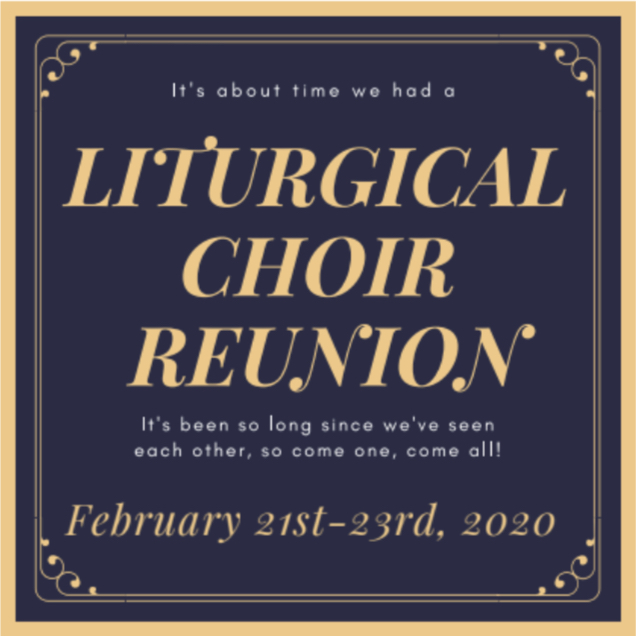 It's about time we had a
LITURGICAL
CHOIR
REUNION
It's been so long since we've seen
each other, so come one, come all!
February 21st-23rd, 2020